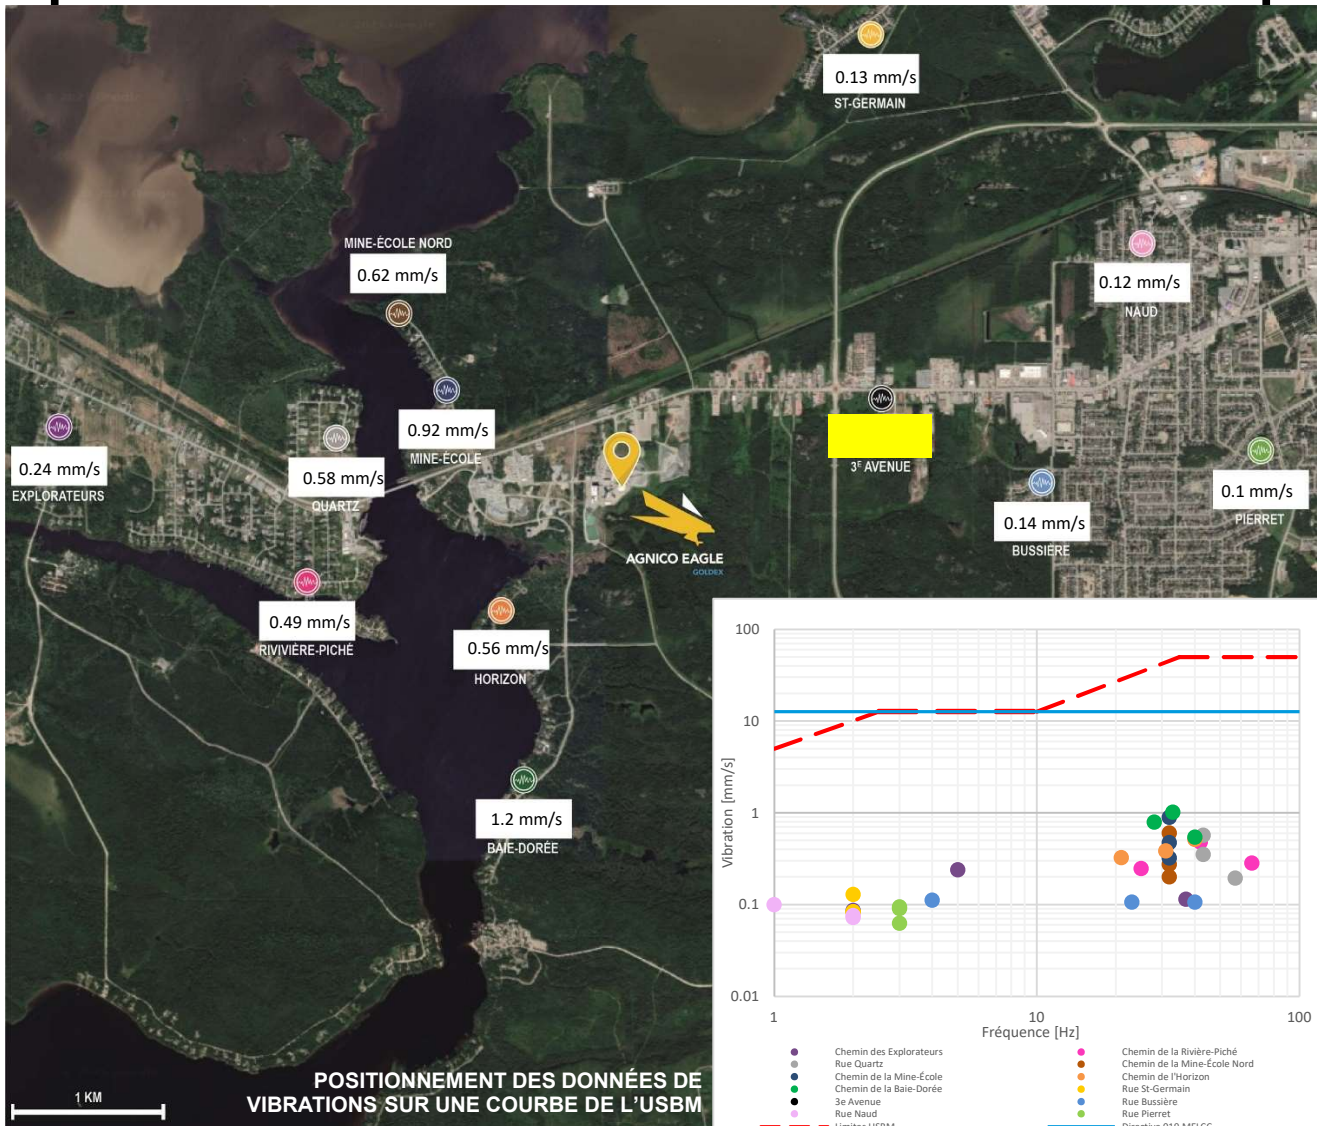 0.13 mm/s
ST-GERMAIN
MINE-ÉCOLE NORD
0.62 mm/s
0.12 mm/s
NAUD
0.92 mm/s
MINE-ÉCOLE
0.24 mm/s
EXPLORATEURS
0.58 mm/s
QUARTZ
3E AVENUE
0.1 mm/s
PIERRET
0.14 mm/s
BUSSIÈRE
AGNICO EAGLE
GOLDEX
0.49 mm/s
RIVIVIÈRE-PICHÉ
0.56 mm/s
HORIZON
1.2 mm/s
BAIE-DORÉE
100
10
1
0.1
0.01
Vibration [mm/s]
1
10
100
Fréquence [Hz]
Chemin des Explorateurs
Chemin de la Rivière-Piché
Rue Quartz
Chemin de la Mine-École Nord
Chemin de la Mine-École
Chemin de l'Horizon
Chemin de la Baie-Dorée
Rue St-Germain
3e Avenue
Rue Bussière
Rue Naud
Rue Pierret
Limites USBM
Directive 019 MELCC
POSITIONNEMENT DES DONNÉES DE
VIBRATIONS SUR UNE COURBE DE L'USBM
1 KM